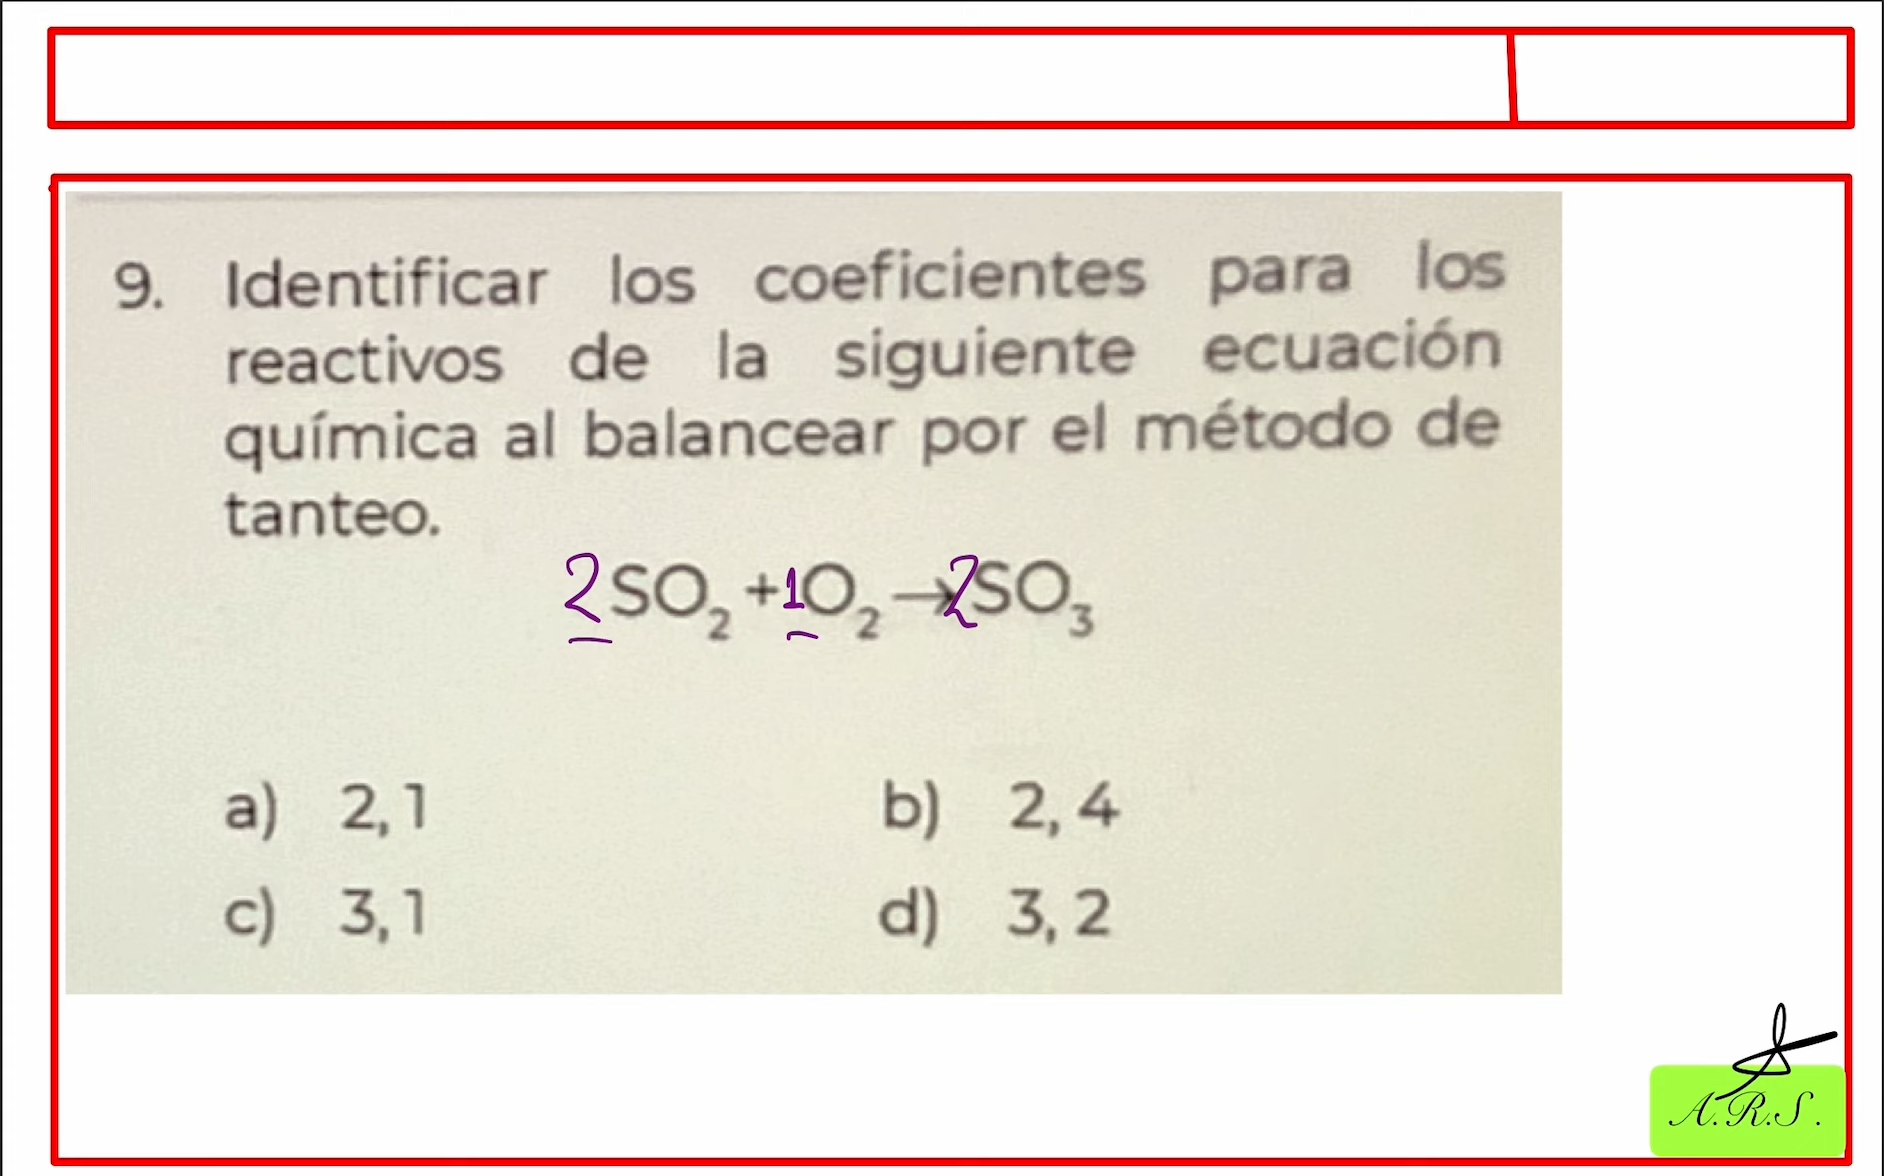 9. Identificar los coeficientes para los
reactivos de la siguiente ecuación
química al balancear por el método de
tanteo.
2SO₂ + 1O₂ → 2SO₃
a) 2, 1
b) 2, 4
c) 3, 1
d) 3, 2
A.R.S.